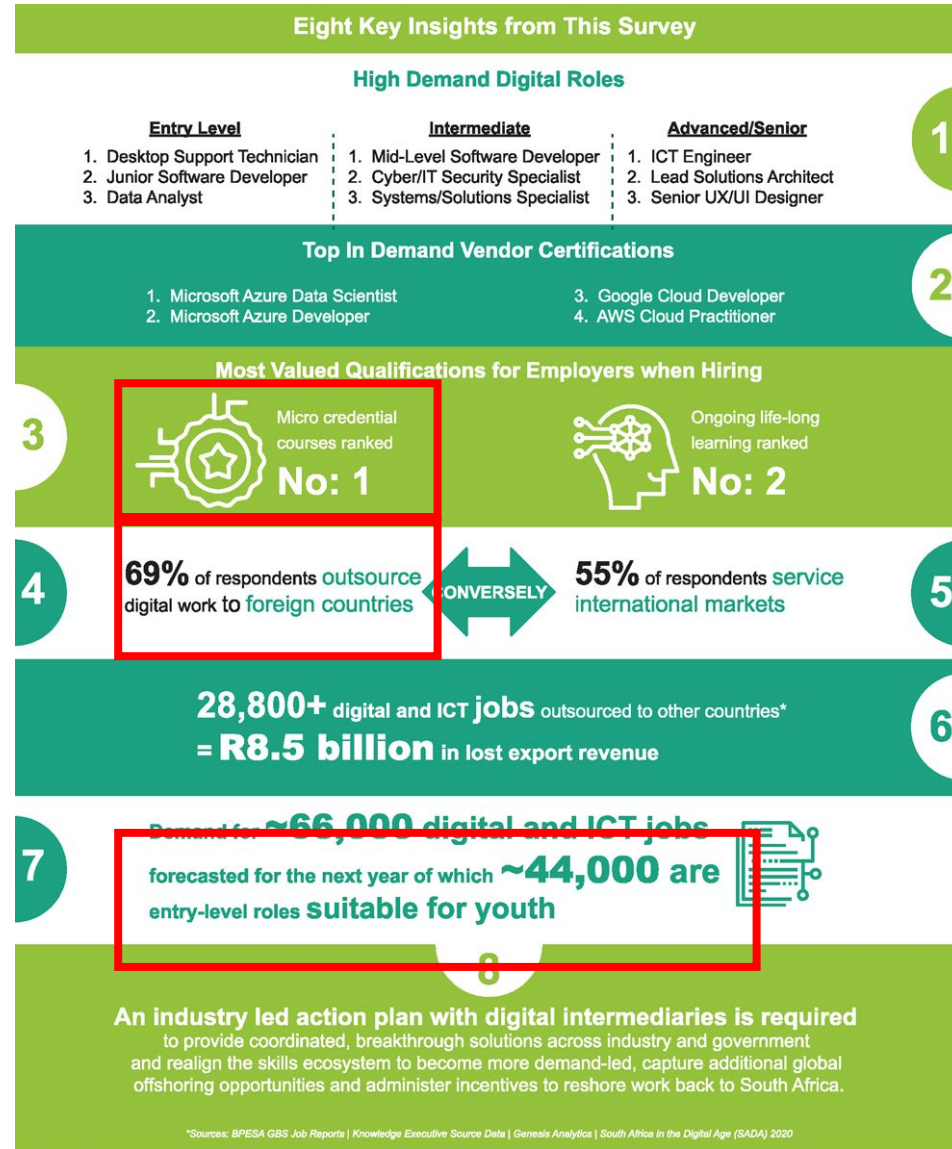 Eight Key Insights from This Survey
High Demand Digital Roles
1
Entry Level
1. Desktop Support Technician
2. Junior Software Developer
3. Data Analyst
Intermediate
1. Mid-Level Software Developer
2. Cyber/IT Security Specialist
3. Systems/Solutions Specialist
Advanced/Senior
1. ICT Engineer
2. Lead Solutions Architect
3. Senior UX/UI Designer
Top In Demand Vendor Certifications
2
1. Microsoft Azure Data Scientist
2. Microsoft Azure Developer
3. Google Cloud Developer
4. AWS Cloud Practitioner
Most Valued Qualifications for Employers when Hiring
3
Micro credential
courses ranked
No: 1
Ongoing life-long
learning ranked
No: 2
4
69% of respondents outsource
digital work to foreign countries
CONVERSELY
55% of respondents service
international markets
5
28,800+ digital and ICT jobs outsourced to other countries*
= R8.5 billion in lost export revenue
6
7
Demand for ~66,000 digital and ICT jobs
forecasted for the next year of which ~44,000 are
entry-level roles suitable for youth
8
An industry led action plan with digital intermediaries is required
to provide coordinated, breakthrough solutions across industry and government
and realign the skills ecosystem to become more demand-led, capture additional global
offshoring opportunities and administer incentives to reshore work back to South Africa.
*Sources: BPESA GBS Job Reports | Knowledge Executive Source Data | Genesis Analytics | South Africa in the Digital Age (SADA) 2020